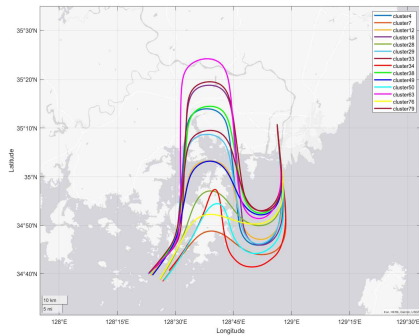 35°30'N
35°20'N
35°10'N
35°N
34°50'N
34°40'N
Latitude
128°E
128°15'E
128°30'E
128°45'E
129°E
129°15'E
129°30'E
Longitude
10 km
5 mi
cluster4
cluster7
cluster12
cluster18
cluster28
cluster29
cluster33
cluster34
cluster38
cluster49
cluster50
cluster63
cluster76
cluster79